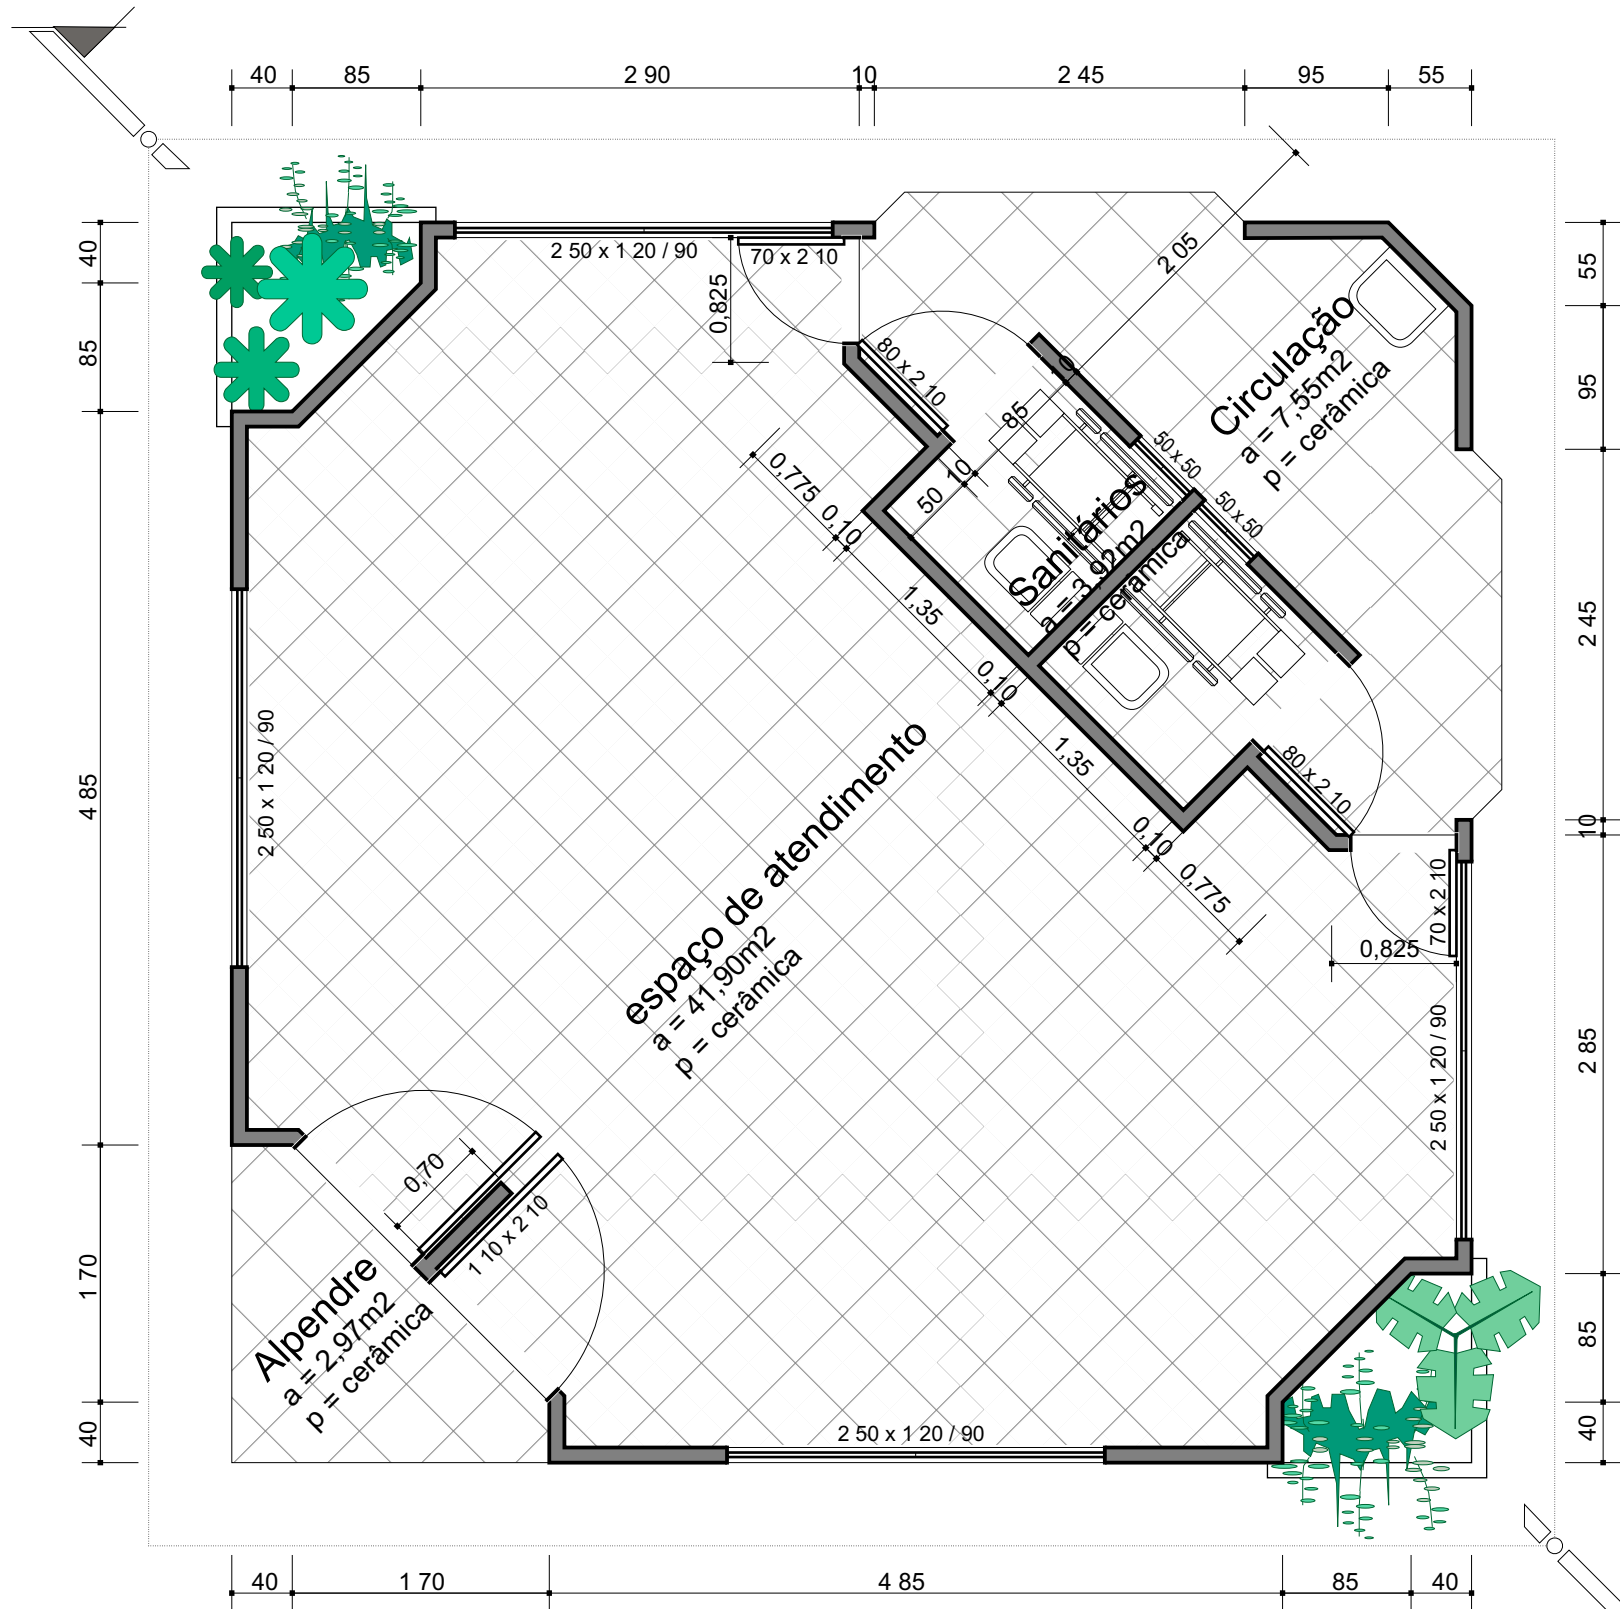 40
85
2 90
10
2 45
95
55
40
85
4 85
1 70
40
55
95
2 45
10
2 85
85
40
2 50 x 1 20 / 90
70 x 2 10
0,825
80 x 2 10
2 05
10
85
50
10
50 x 50
50 x 50
Circulação
a = 7,55m2
p = cerâmica
Sanitários
a = 3,92m2
p = cerâmica
0,775
0,10
1,35
0,10
1,35
0,10
0,775
80 x 2 10
70 x 2 10
0,825
2 50 x 1 20 / 90
2 50 x 1 20 / 90
espaço de atendimento
a = 41,90m2
p = cerâmica
0,70
1 10 x 2 10
Alpendre
a = 2,97m2
p = cerâmica
2 50 x 1 20 / 90
40
1 70
4 85
85
40